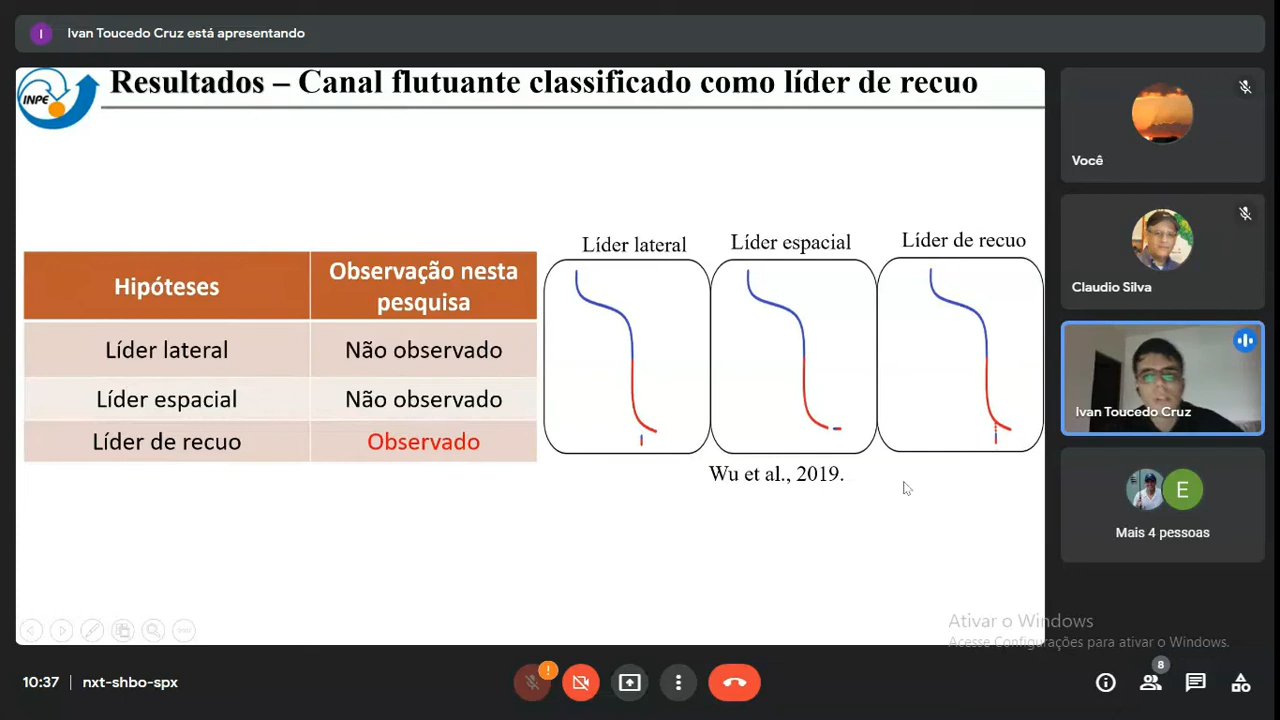 I
Ivan Toucedo Cruz está apresentando
INPE
Resultados – Canal flutuante classificado como líder de recuo
Hipóteses
Observação nesta
pesquisa
Líder lateral
Não observado
Líder espacial
Não observado
Líder de recuo
Observado
Líder lateral
Líder espacial
Líder de recuo
Wu et al., 2019.
Você
Claudio Silva
Ivan Toucedo Cruz
E
Mais 4 pessoas
Ativar o Windows
Acesse Configurações para ativar o Windows.
10:37 | nxt-shbo-spx
!
8